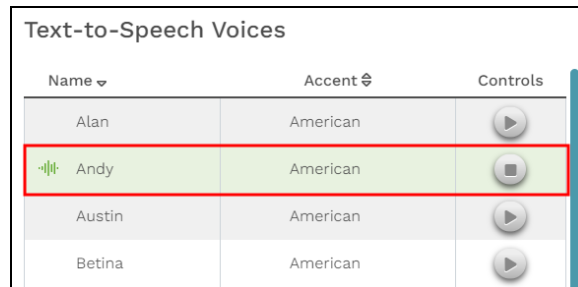 Text-to-Speech Voices
Name Accent Controls
Alan American
Andy American
Austin American
Betina American